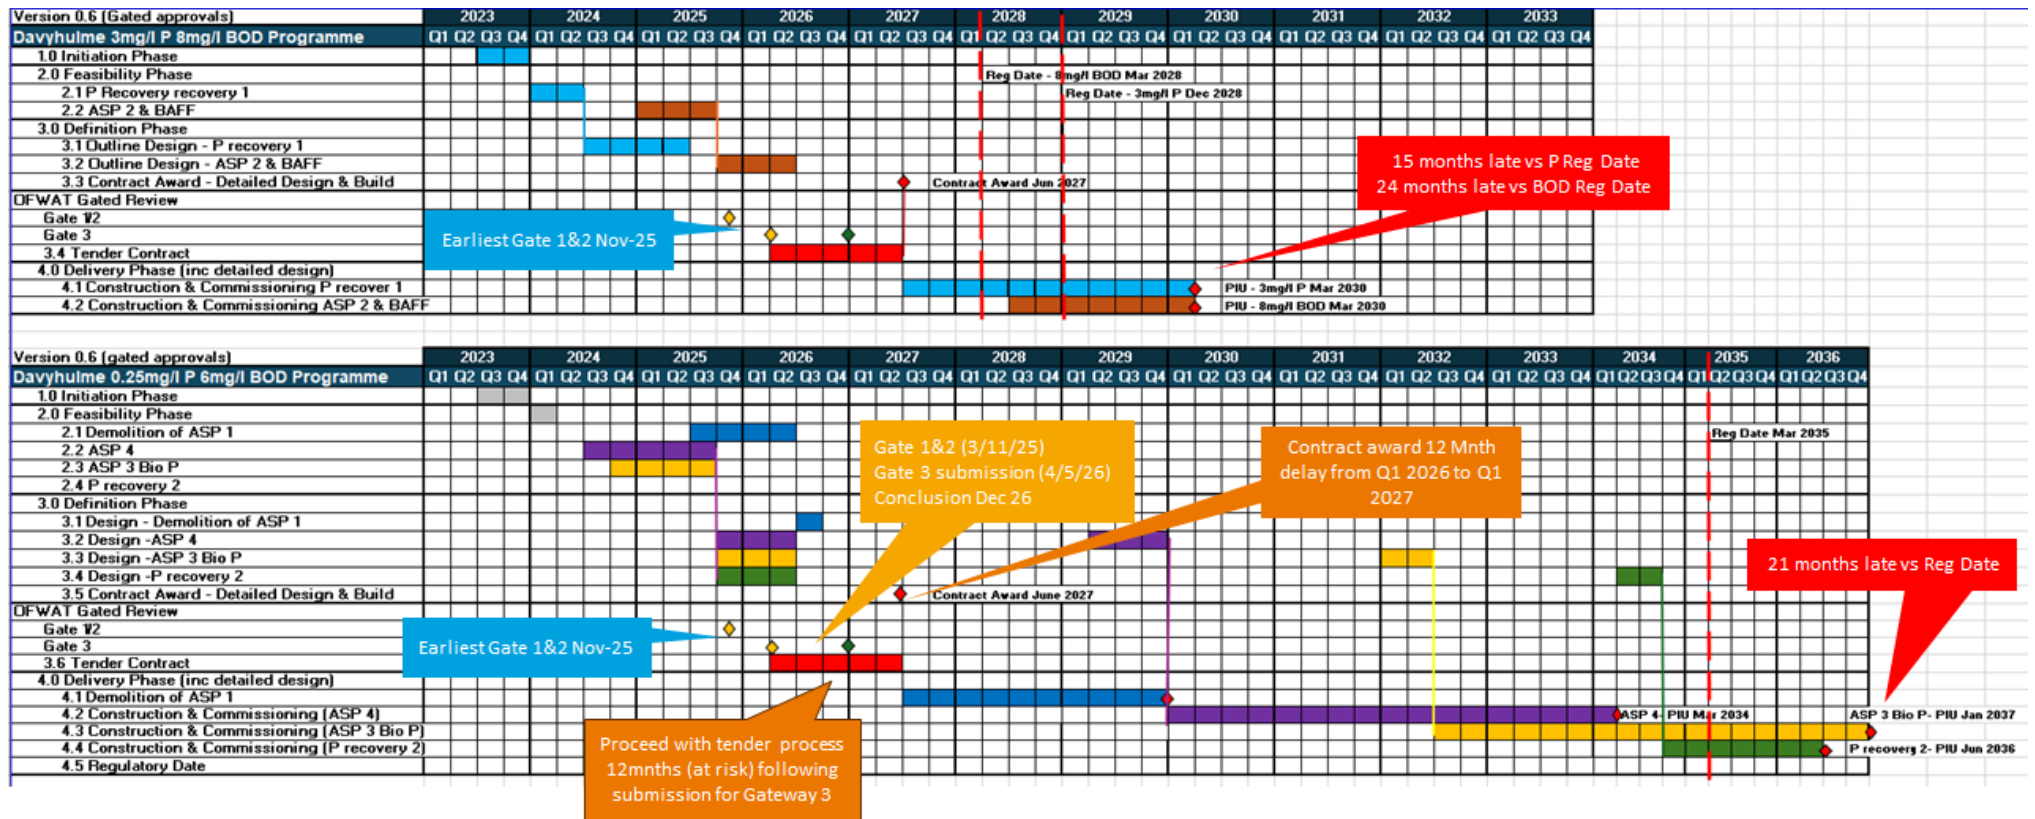 Version 0.6 (Gated approvals) 2023 2024 2025 2026 2027 2028 2029 2030 2031 2032 2033
Davyhulme 3mg/l P 8mg/l BOD Programme Q1 Q2 Q3 Q4 Q1 Q2 Q3 Q4 Q1 Q2 Q3 Q4 Q1 Q2 Q3 Q4 Q1 Q2 Q3 Q4 Q1 Q2 Q3 Q4 Q1 Q2 Q3 Q4 Q1 Q2 Q3 Q4 Q1 Q2 Q3 Q4 Q1 Q2 Q3 Q4 Q1 Q2 Q3 Q4
1.0 Initiation Phase
2.0 Feasibility Phase
Reg Date - 8mg/l BOD Mar 2028
2.1 P Recovery recovery 1
Reg Date - 3mg/l P Dec 2028
2.2 ASP 2 & BAFF
3.0 Definition Phase
3.1 Outline Design - P recovery 1
3.2 Outline Design - ASP 2 & BAFF
15 months late vs P Reg Date
24 months late vs BOD Reg Date
3.3 Contract Award - Detailed Design & Build
Contract Award Jun 2027
OFWAT Gated Review
Gate 1/2
Gate 3
Earliest Gate 1&2 Nov-25
3.4 Tender Contract
4.0 Delivery Phase (inc detailed design)
4.1 Construction & Commissioning P recover 1
PIU - 3mg/l P Mar 2030
4.2 Construction & Commissioning ASP 2 & BAFF
PIU - 8mg/l BOD Mar 2030
Version 0.6 (gated approvals) 2023 2024 2025 2026 2027 2028 2029 2030 2031 2032 2033 2034 2035 2036
Davyhulme 0.25mg/l P 6mg/l BOD Programme Q1 Q2 Q3 Q4 Q1 Q2 Q3 Q4 Q1 Q2 Q3 Q4 Q1 Q2 Q3 Q4 Q1 Q2 Q3 Q4 Q1 Q2 Q3 Q4 Q1 Q2 Q3 Q4 Q1 Q2 Q3 Q4 Q1 Q2 Q3 Q4 Q1 Q2 Q3 Q4 Q1 Q2 Q3 Q4 Q1 Q2 Q3 Q4 Q1 Q2 Q3 Q4 Q1 Q2 Q3 Q4
1.0 Initiation Phase
2.0 Feasibility Phase
2.1 Demolition of ASP 1
Reg Date Mar 2035
2.2 ASP 4
2.3 ASP 3 Bio P
2.4 P recovery 2
Gate 1&2 (3/11/25)
Gate 3 submission (4/5/26)
Conclusion Dec 26
Contract award 12 Mnth
delay from Q1 2026 to Q1
2027
3.0 Definition Phase
3.1 Design - Demolition of ASP 1
3.2 Design -ASP 4
3.3 Design -ASP 3 Bio P
3.4 Design -P recovery 2
21 months late vs Reg Date
3.5 Contract Award - Detailed Design & Build
Contract Award June 2027
OFWAT Gated Review
Gate 1/2
Gate 3
Earliest Gate 1&2 Nov-25
3.6 Tender Contract
4.0 Delivery Phase (inc detailed design)
4.1 Demolition of ASP 1
4.2 Construction & Commissioning (ASP 4)
ASP 4- PIU Mar 2034
ASP 3 Bio P- PIU Jan 2037
4.3 Construction & Commissioning (ASP 3 Bio P)
4.4 Construction & Commissioning (P recovery 2)
P recovery 2- PIU Jun 2036
4.5 Regulatory Date
Proceed with tender process
12mnths (at risk) following
submission for Gateway 3